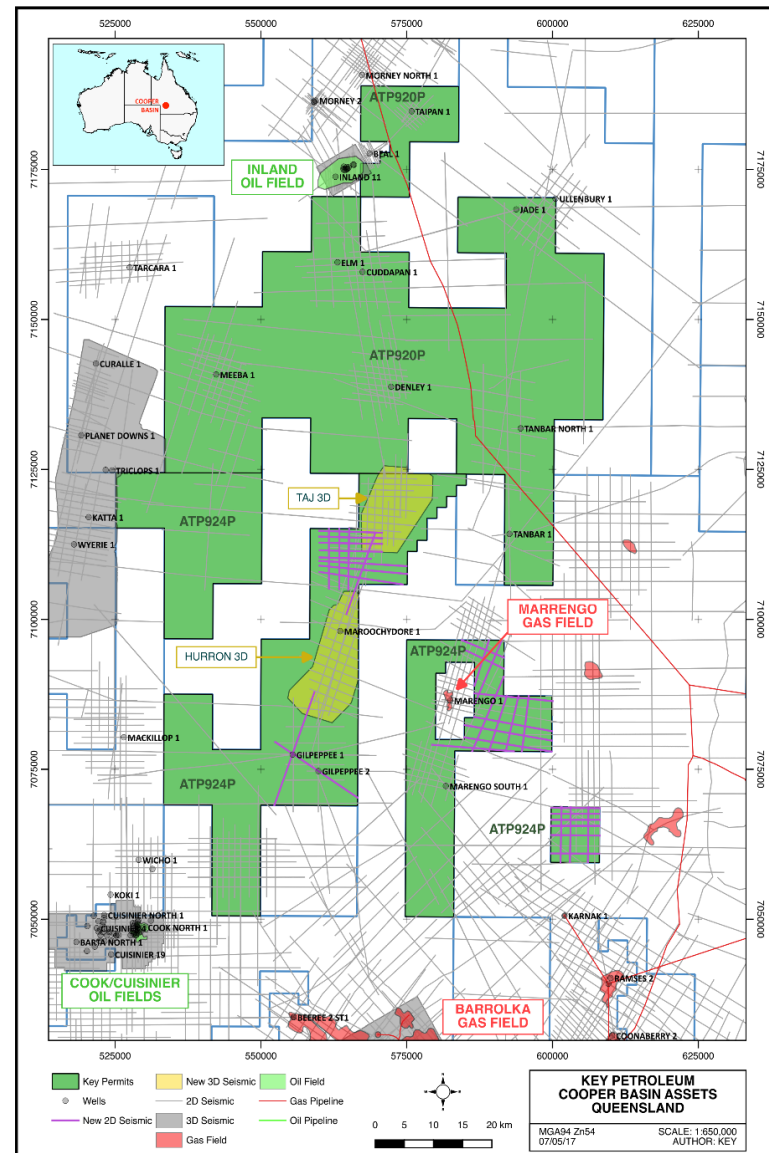 525000 550000 575000 600000 625000
COOPER
BASIN
MORNEY NORTH 1
MORNEY 2
ATP920P
TAIPAN 1
BEAL 1
7175000
7175000
INLAND
OIL FIELD
INLAND 11
ULLENBURY 1
JADE 1
ELM 1
CUDDAPAN 1
TARCARA 1
7150000
7150000
ATP920P
CURALLE 1
MEEBA 1
DENLEY 1
PLANET DOWNS 1
TANBAR NORTH 1
7125000
7125000
TRICLOPS 1
TAJ 3D
KATTA 1
ATP924P
WYERIE 1
TANBAR 1
7100000
7100000
MARRENGO
GAS FIELD
MAROOCHYDORE 1
HURRON 3D
ATP924P
MARENGO 1
MACKILLOP 1
GILPEPPEE 1
GILPEPPEE 2
7075000
7075000
ATP924P
MARENGO SOUTH 1
ATP924P
WICHO 1
KOKI 1
CUISINIER NORTH 1
KARNAK 1
7050000
7050000
COOK NORTH 1
BARTA NORTH 1
CUISINIER 19
COOK/CUISINIER
OIL FIELDS
RAMSES 2
BARROLKA
GAS FIELD
BEEREE 2 ST1
COONABERRY 2
525000 550000 575000 600000 625000
Key Permits
Wells
New 2D Seismic
New 3D Seismic
2D Seismic
3D Seismic
Gas Field
Oil Field
Gas Pipeline
Oil Pipeline
0 5 10 15 20 km
KEY PETROLEUM
COOPER BASIN ASSETS
QUEENSLAND
MGA94 Zn54 SCALE: 1:650,000
07/05/17 AUTHOR: KEY